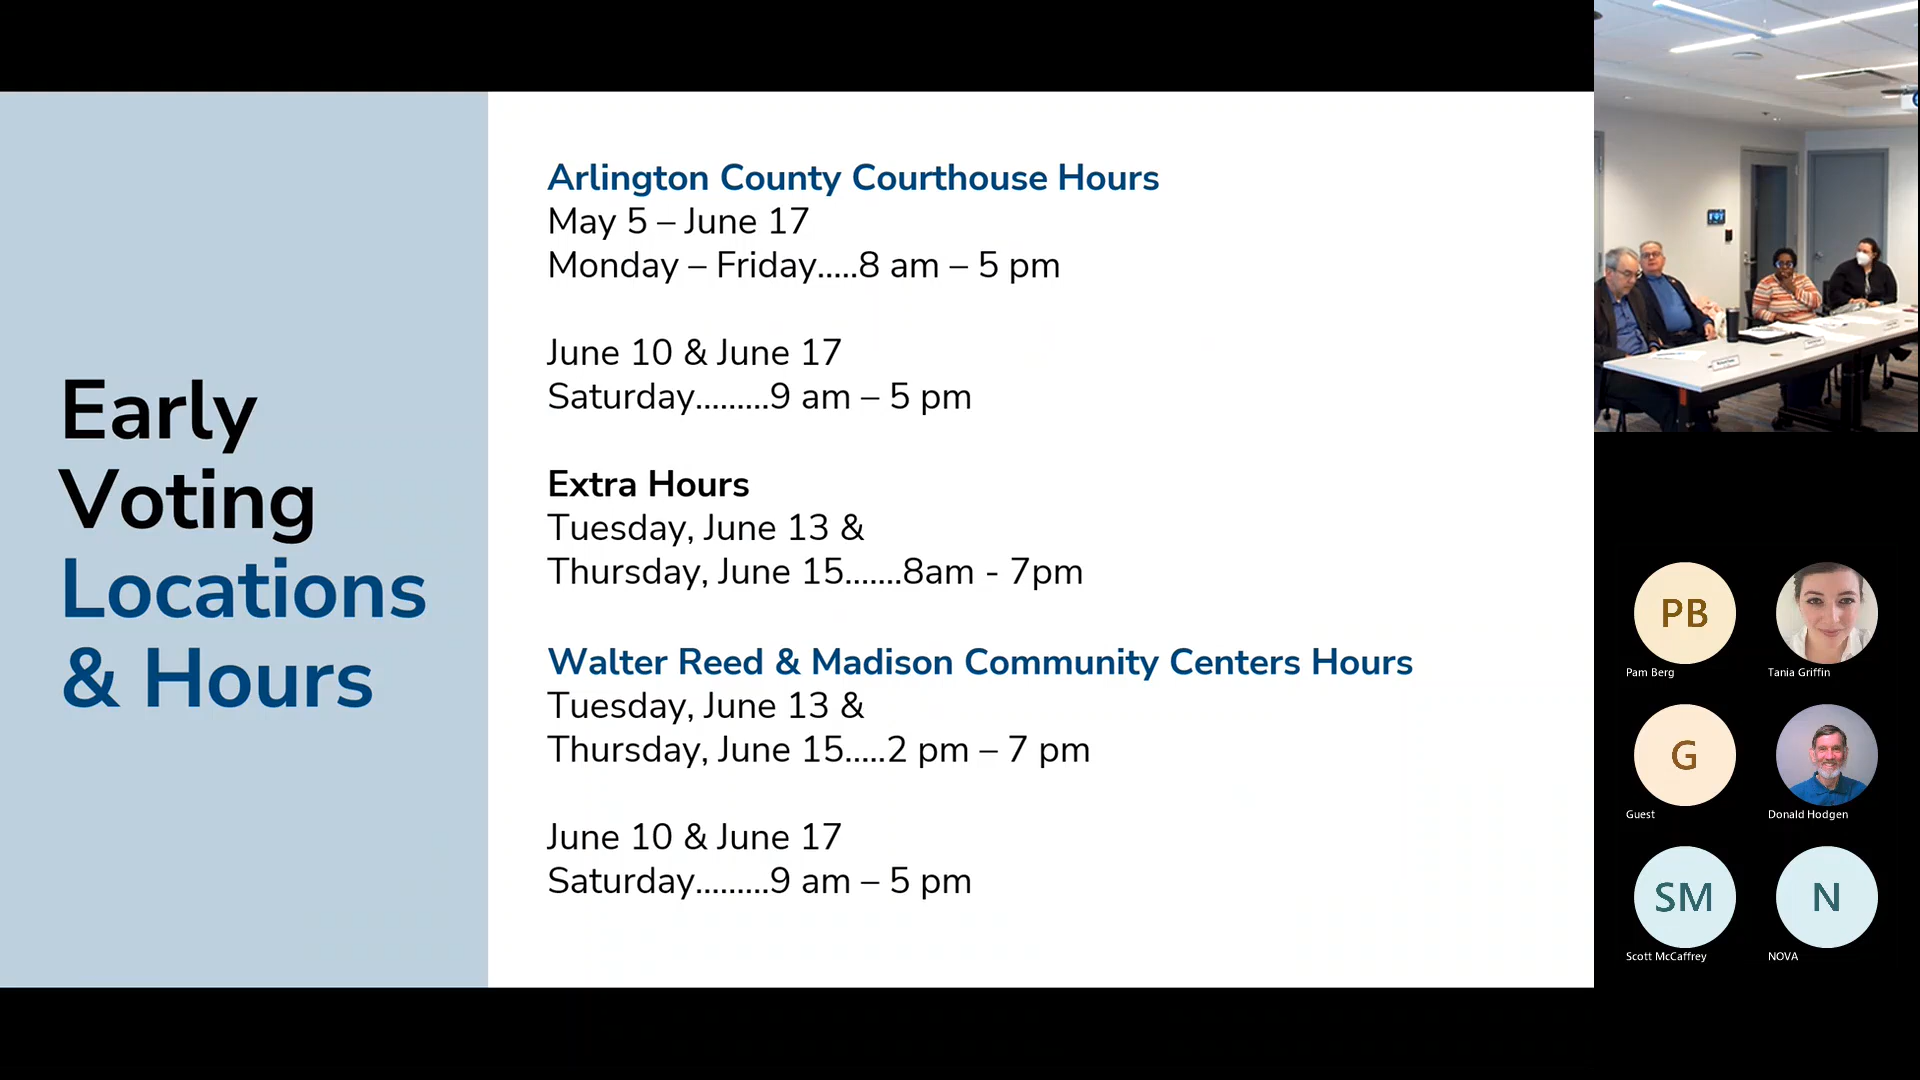 Early
Voting
Locations
& Hours
Arlington County Courthouse Hours
May 5 – June 17
Monday – Friday.....8 am – 5 pm
June 10 & June 17
Saturday.........9 am – 5 pm
Extra Hours
Tuesday, June 13 &
Thursday, June 15.......8am - 7pm
Walter Reed & Madison Community Centers Hours
Tuesday, June 13 &
Thursday, June 15.....2 pm – 7 pm
June 10 & June 17
Saturday.........9 am – 5 pm
PB
Pam Berg
Tania Griffin
G
Guest
Donald Hodgen
SM
Scott McCaffrey
N
NOVA